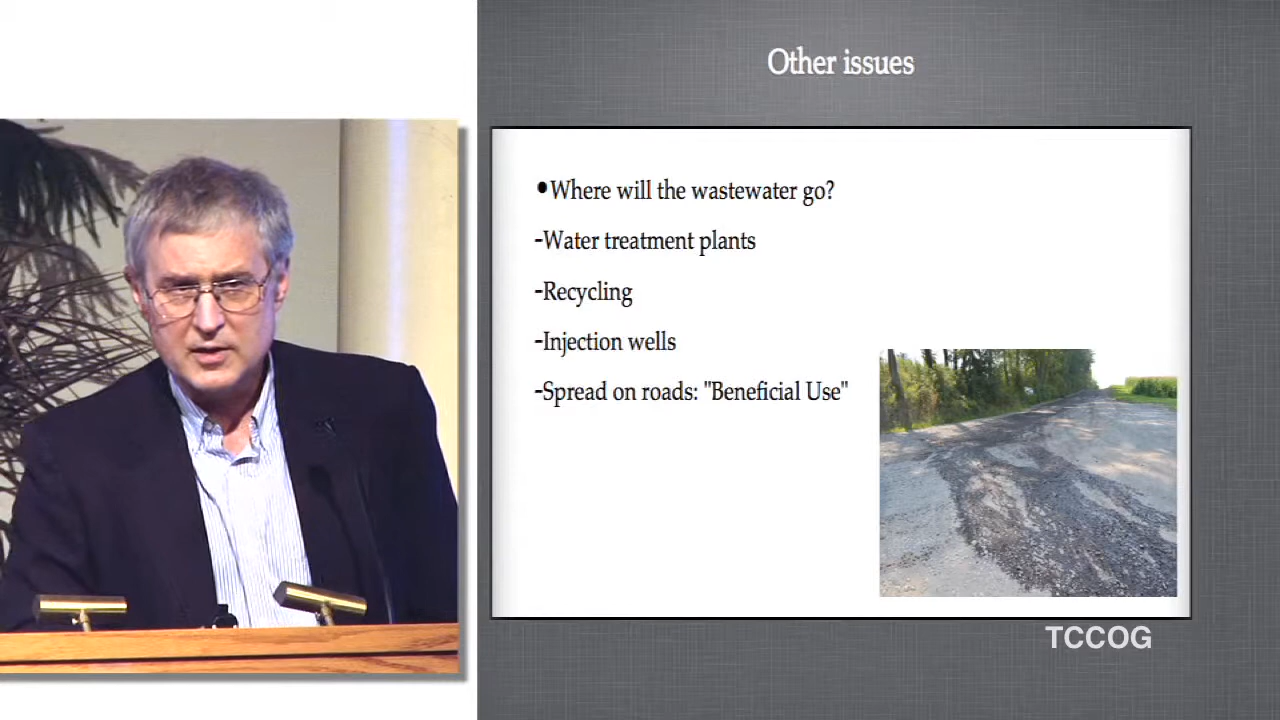 Other issues
•Where will the wastewater go?
-Water treatment plants
-Recycling
-Injection wells
-Spread on roads: "Beneficial Use"
TCCOG